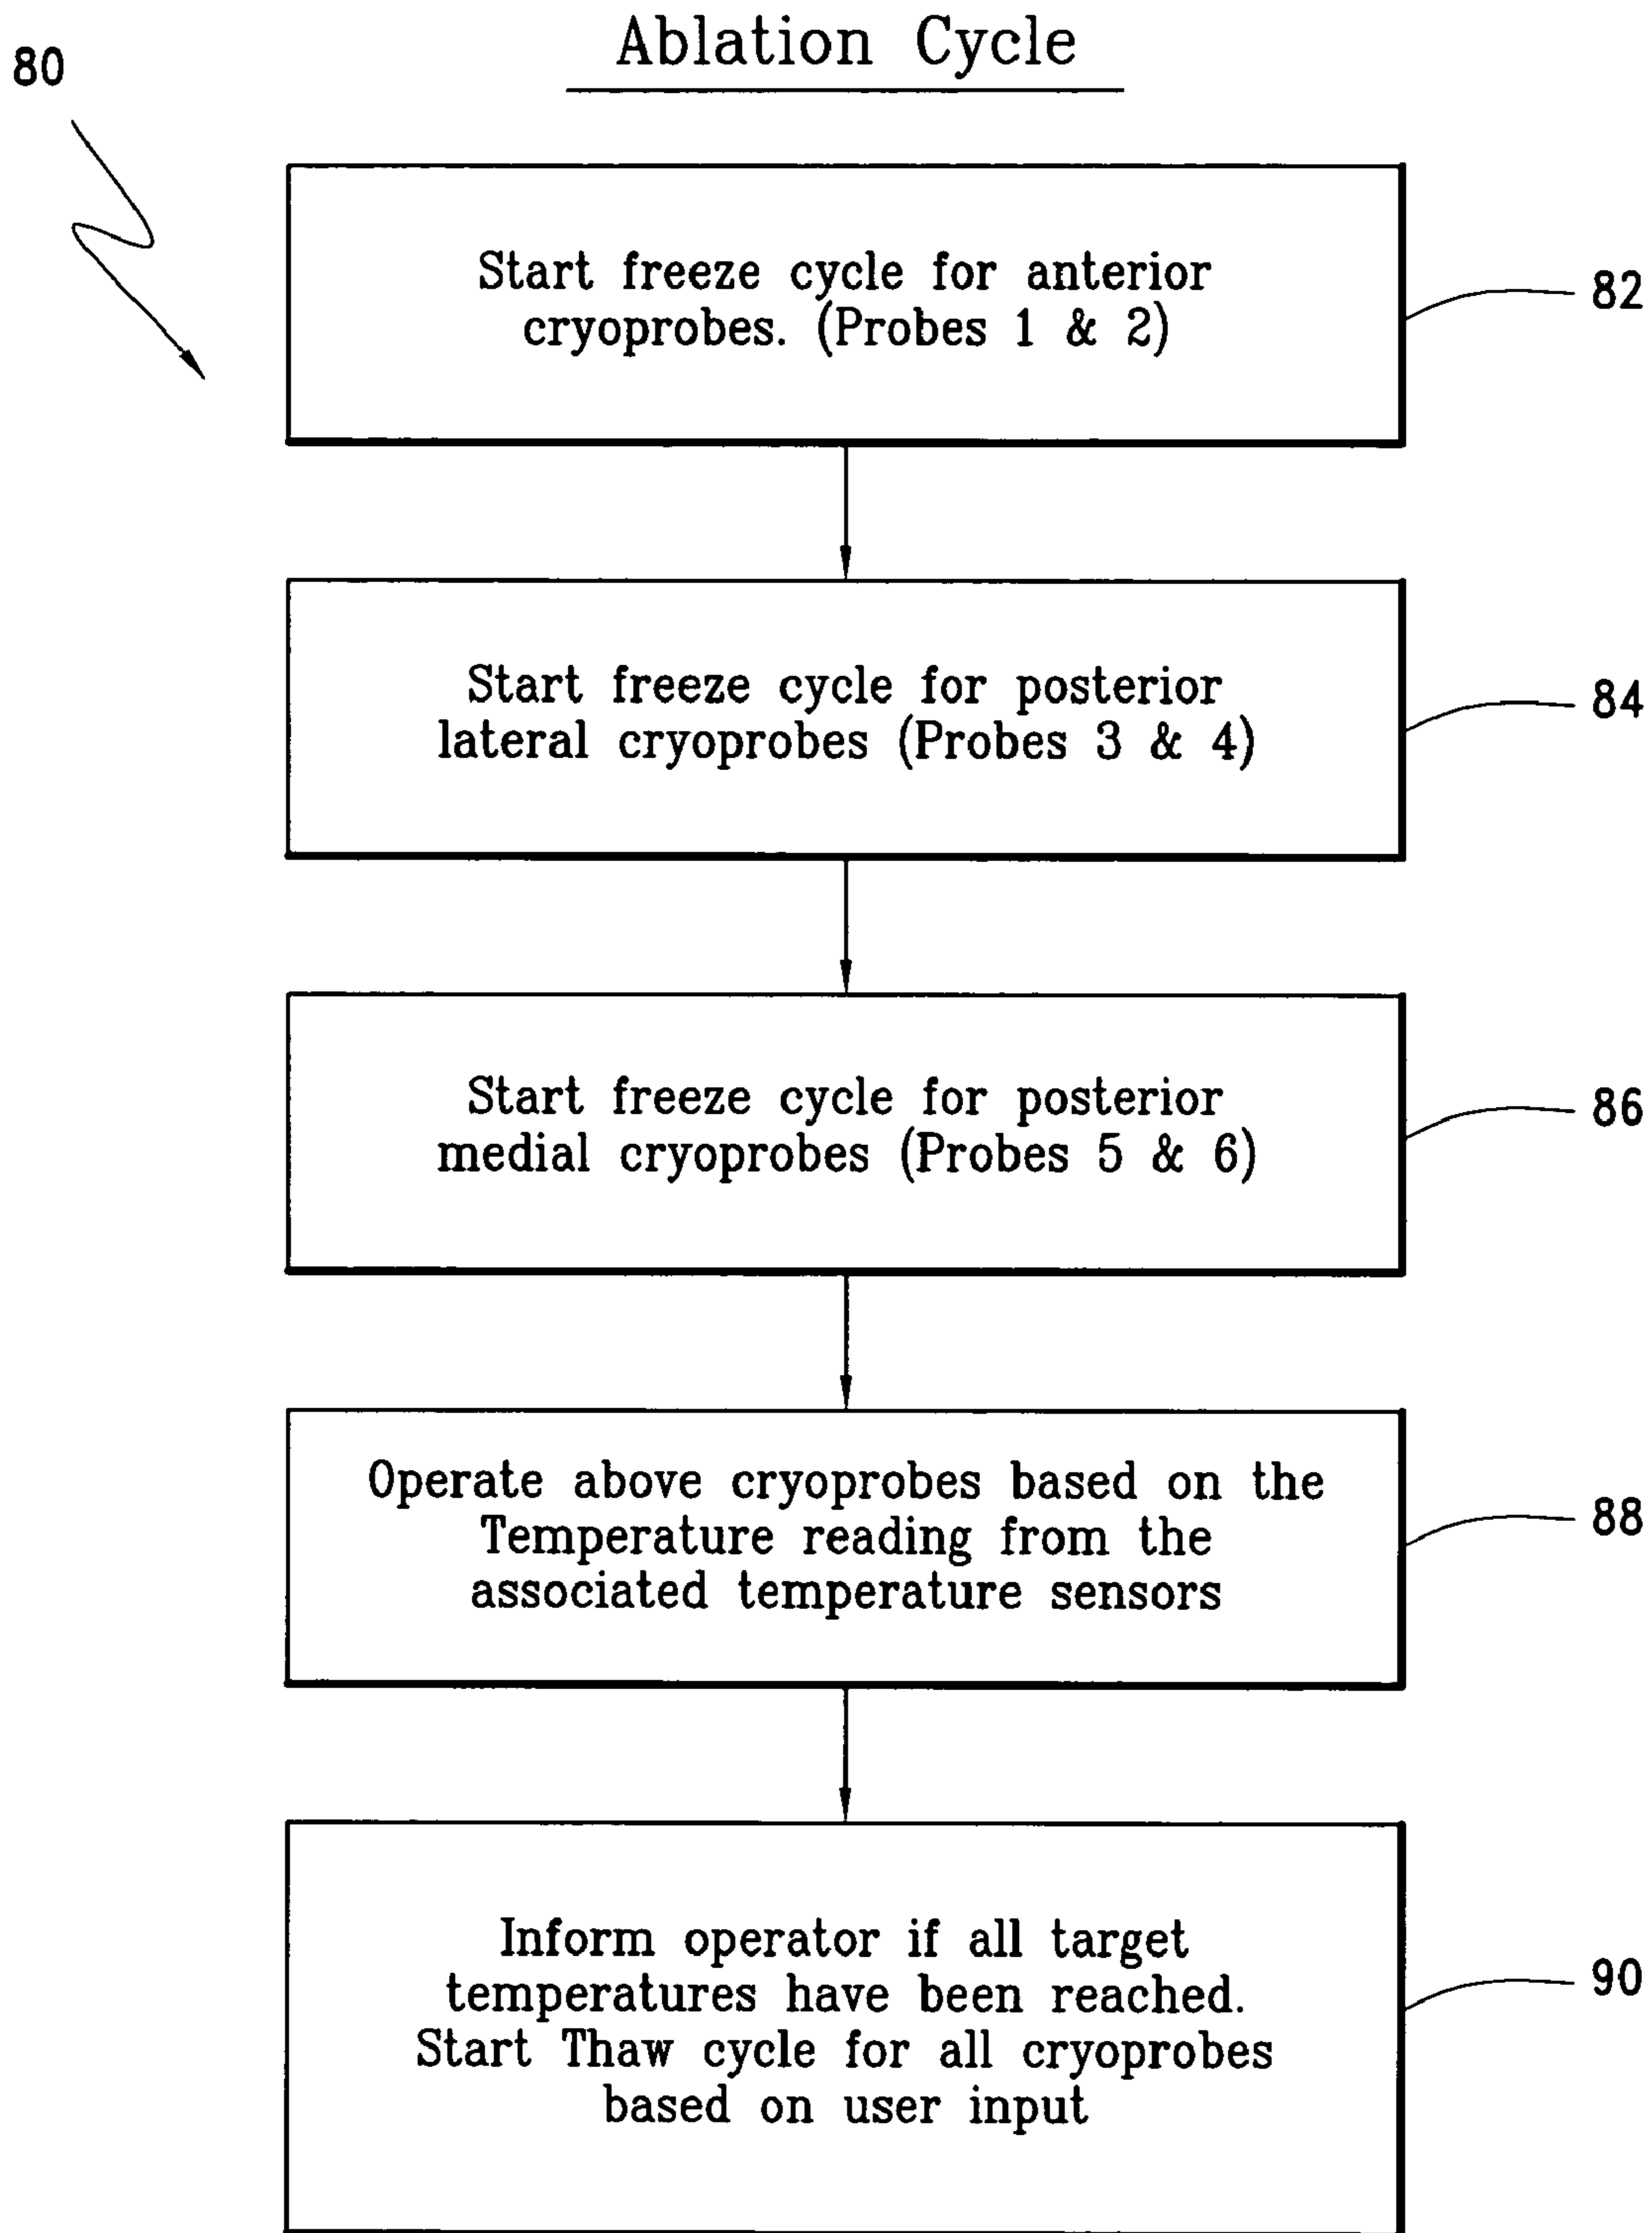 Ablation Cycle
80
Start freeze cycle for anterior
cryoprobes. (Probes 1 & 2)
82
Start freeze cycle for posterior
lateral cryoprobes (Probes 3 & 4)
84
Start freeze cycle for posterior
medial cryoprobes (Probes 5 & 6)
86
Operate above cryoprobes based on the
Temperature reading from the
associated temperature sensors
88
Inform operator if all target
temperatures have been reached.
Start Thaw cycle for all cryoprobes
based on user input
90